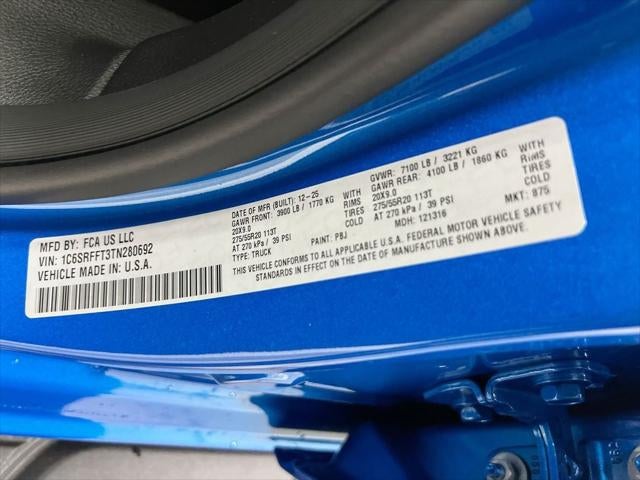 MFD BY: FCA US LLC
VIN: 1C6SRFFT3TN280692
VEHICLE MADE IN U.S.A.
DATE OF MFR (BUILT): 12-25
GAWR FRONT: 3900 LB / 1770 KG WITH
20X9.0 RIMS
275/55R20 113T TIRES
AT 270 kPa / 39 PSI COLD
TYPE: TRUCK PAINT: PBJ
GVWR: 7100 LB / 3221 KG
GAWR REAR: 4100 LB / 1860 KG WITH
20X9.0 RIMS
275/55R20 113T TIRES
AT 270 kPa / 39 PSI COLD
MDH: 121316 MKT: 875
THIS VEHICLE CONFORMS TO ALL APPLICABLE U.S.A. FEDERAL MOTOR VEHICLE SAFETY
STANDARDS IN EFFECT ON THE DATE OF MANUFACTURE SHOWN ABOVE.